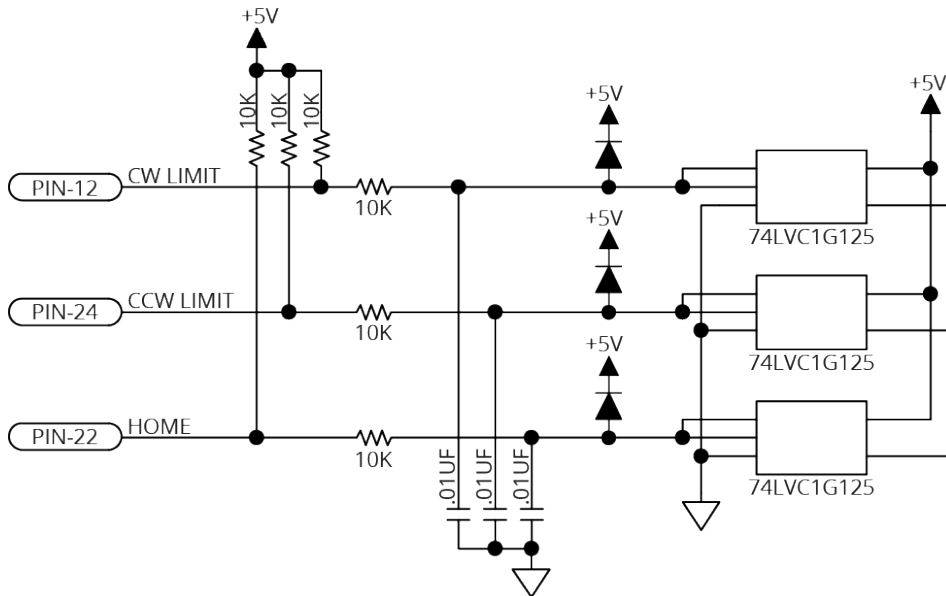 +5V
10K
10K
10K
+5V
+5V
PIN-12
CW LIMIT
10K
74LVC1G125
+5V
PIN-24
CCW LIMIT
10K
74LVC1G125
+5V
PIN-22
HOME
10K
.01UF
.01UF
.01UF
74LVC1G125